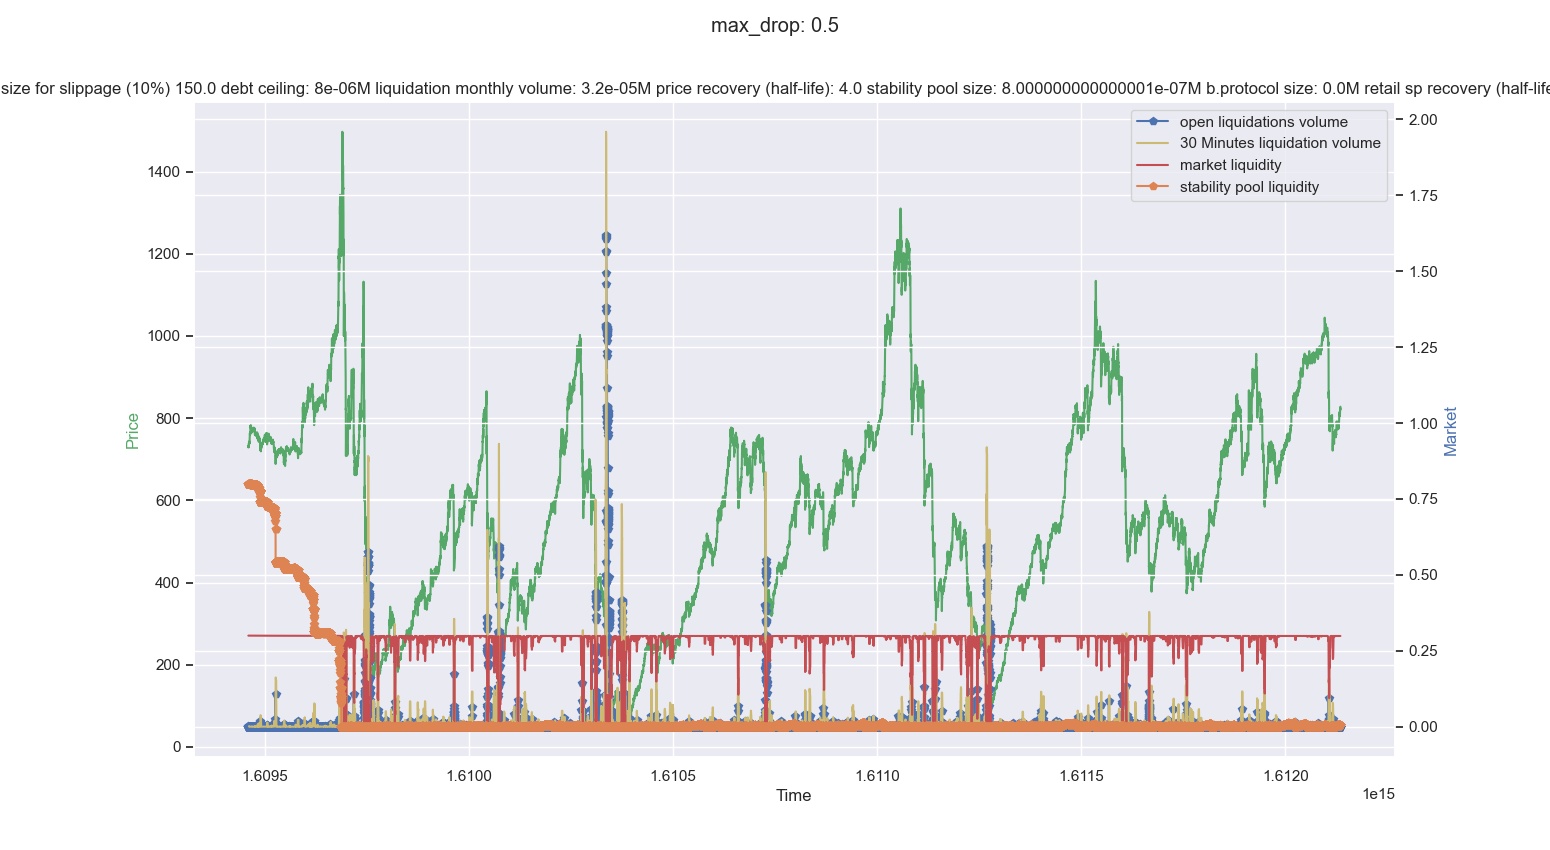 max_drop: 0.5
size for slippage (10%) 150.0 debt ceiling: 8e-06M liquidation monthly volume: 3.2e-05M price recovery (half-life): 4.0 stability pool size: 8.000000000000001e-07M b.protocol size: 0.0M retail sp recovery (half-life
open liquidations volume
30 Minutes liquidation volume
market liquidity
stability pool liquidity
1400
1200
1000
800
600
400
200
0
Price
2.00
1.75
1.50
1.25
1.00
0.75
0.50
0.25
0.00
Market
1.6095 1.6100 1.6105 1.6110 1.6115 1.6120
1e15
Time